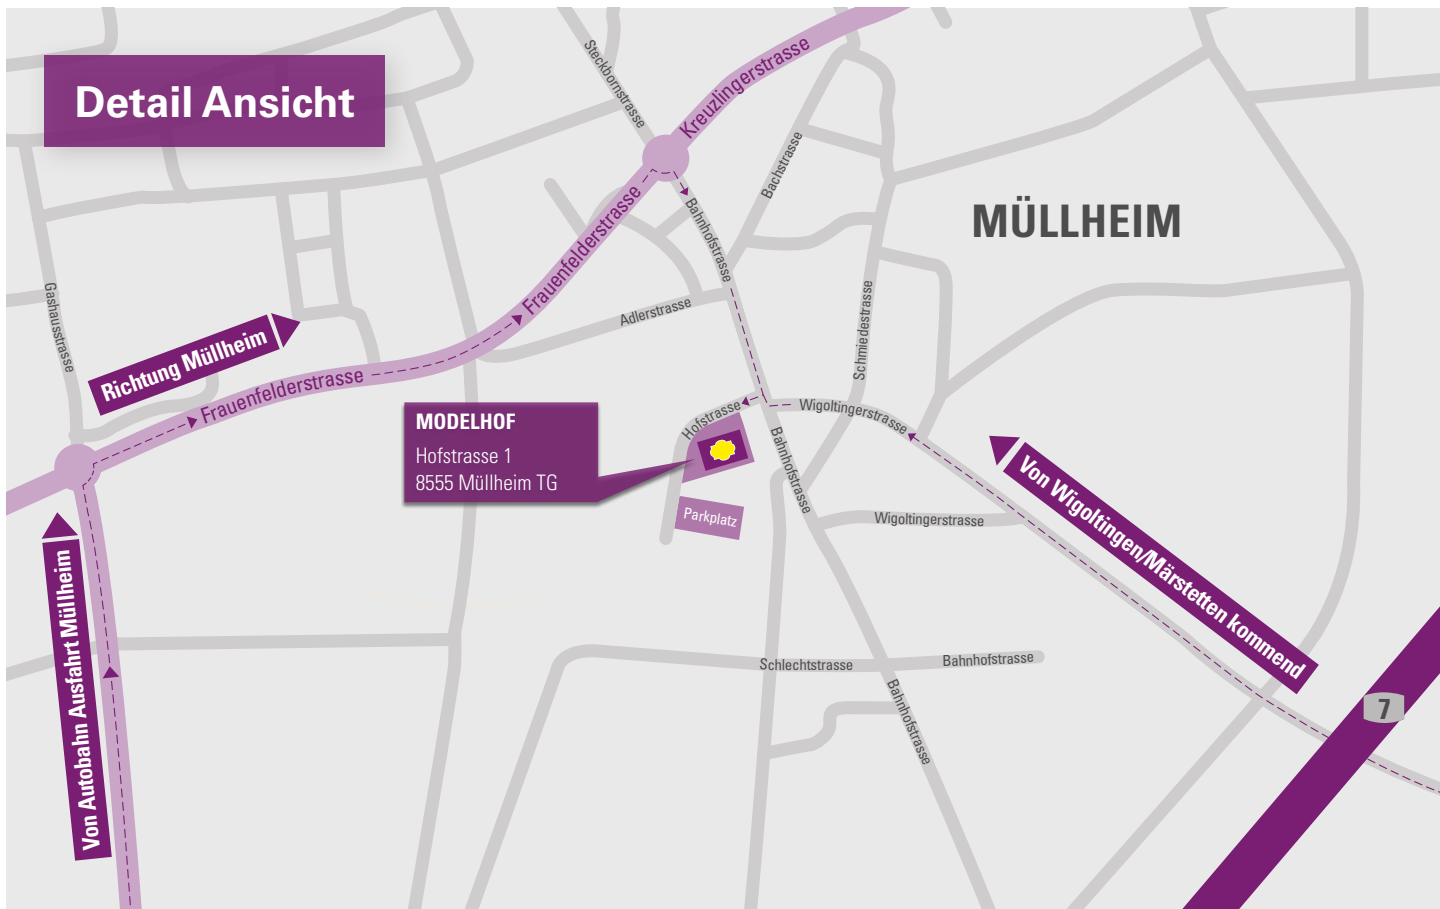 Detail Ansicht
Steckbornstrasse
Kreuzlingerstrasse
Bachstrasse
MÜLLHEIM
Frauenfelderstrasse
Bahnhofstrasse
Gashausstrasse
Adlerstrasse
Schmiedestrasse
Richtung Müllheim
Frauenfelderstrasse
MODELHOF
Hofstrasse 1
8555 Müllheim TG
Hofstrasse
Wigoltingerstrasse
Bahnhofstrasse
Parkplatz
Wigoltingerstrasse
Von Wigoltingen/Märstetten kommend
Von Autobahn Ausfahrt Müllheim
Schlechtstrasse
Bahnhofstrasse
Bahnhofstrasse
7